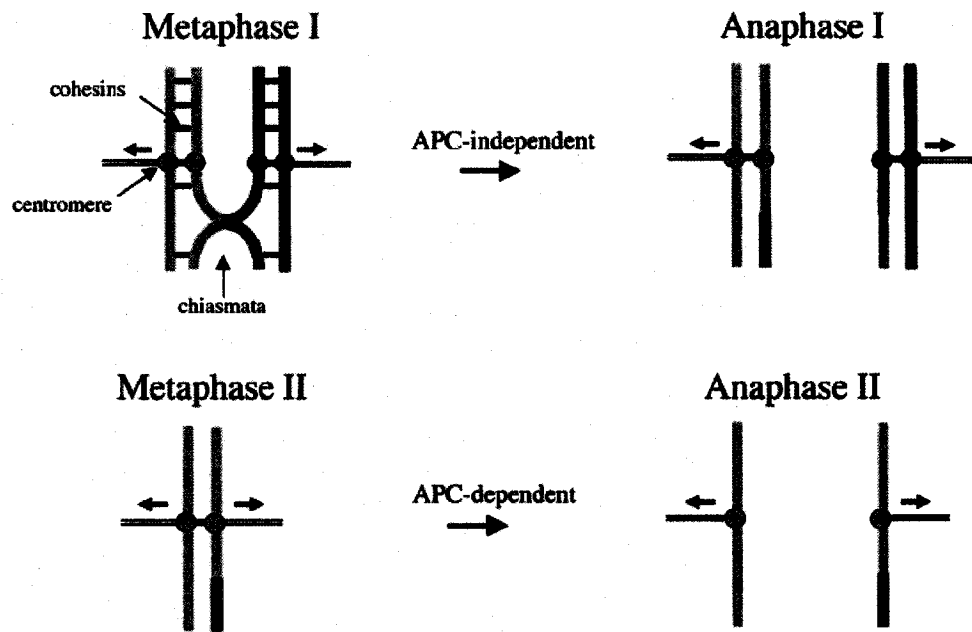 Metaphase I
Anaphase I
cohesins
APC-independent
centromere
chiasmata
Metaphase II
Anaphase II
APC-dependent